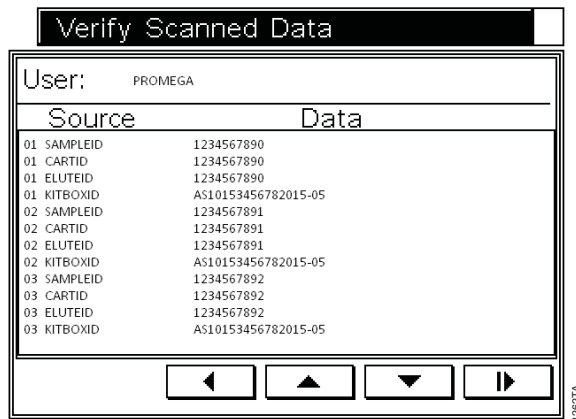 Verify Scanned Data
User: PROMEGA
Source Data
01 SAMPLEID 1234567890
01 CARTID 1234567890
01 ELUTEID 1234567890
01 KITBOXID AS10153456782015-05
02 SAMPLEID 1234567891
02 CARTID 1234567891
02 ELUTEID 1234567891
02 KITBOXID AS10153456782015-05
03 SAMPLEID 1234567892
03 CARTID 1234567892
03 ELUTEID 1234567892
03 KITBOXID AS10153456782015-05